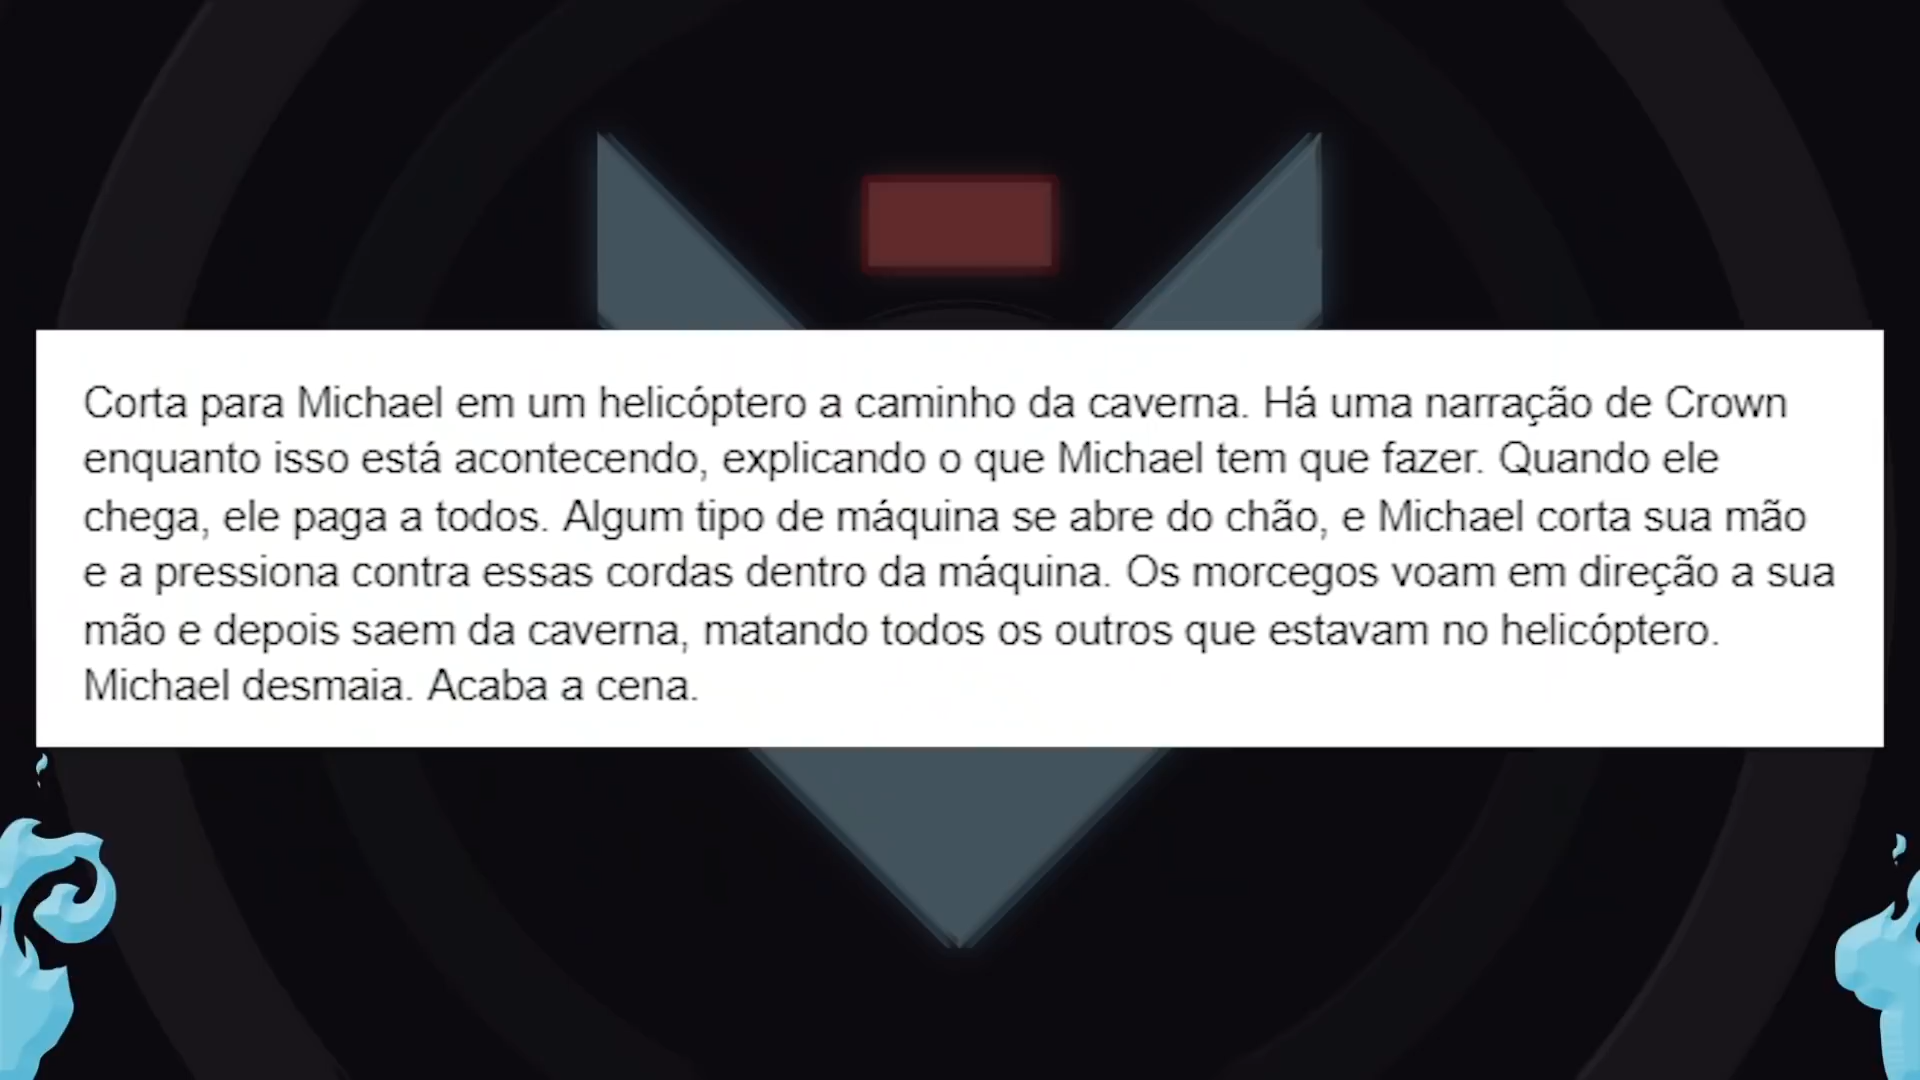 Corta para Michael em um helicóptero a caminho da caverna. Há uma narração de Crown
enquanto isso está acontecendo, explicando o que Michael tem que fazer. Quando ele
chega, ele paga a todos. Algum tipo de máquina se abre do chão, e Michael corta sua mão
e a pressiona contra essas cordas dentro da máquina. Os morcegos voam em direção a sua
mão e depois saem da caverna, matando todos os outros que estavam no helicóptero.
Michael desmaia. Acaba a cena.